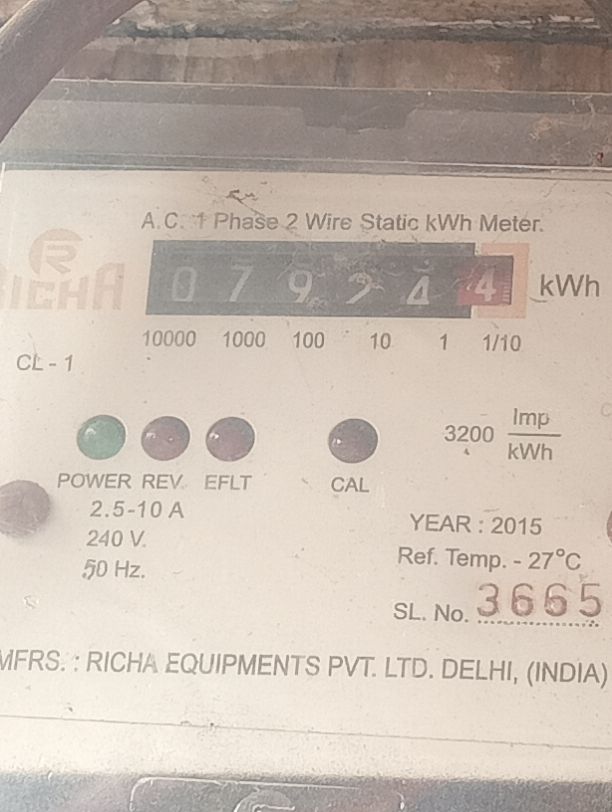 A.C. 1 Phase 2 Wire Static kWh Meter.
RICHA
0 7 9 4 4 kWh
10000 1000 100 10 1 1/10
CL - 1
3200 Imp
kWh
POWER REV. EFLT CAL
2.5-10 A
240 V.
50 Hz.
YEAR : 2015
Ref. Temp. - 27°C
SL. No. 3665
MFRS. : RICHA EQUIPMENTS PVT. LTD. DELHI, (INDIA)